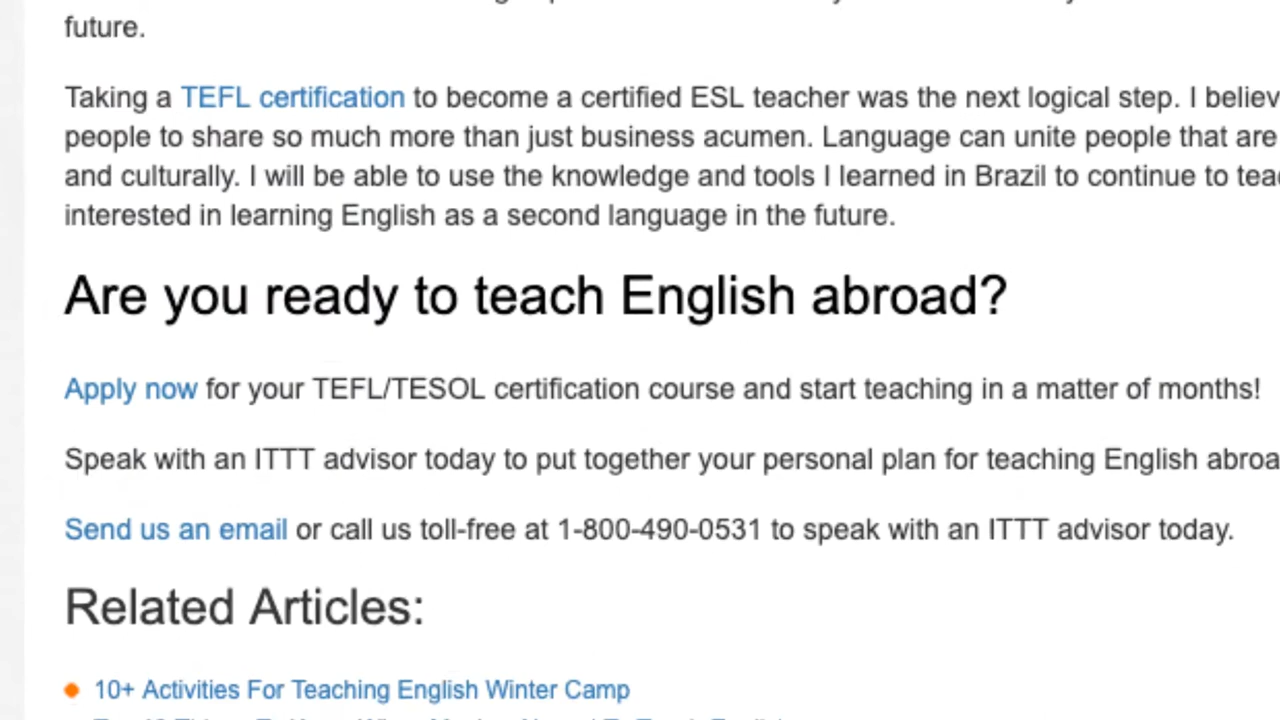 future.
Taking a TEFL certification to become a certified ESL teacher was the next logical step. I
people to share so much more than just business acumen. Language can unite people that are
and culturally. I will be able to use the knowledge and tools I learned in Brazil to continue to
interested in learning English as a second language in the future.
Are you ready to teach English abroad?
Apply now for your TEFL/TESOL certification course and start teaching in a matter of months!
Speak with an ITTT advisor today to put together your personal plan for teaching English
Send us an email or call us toll-free at 1-800-490-0531 to speak with an ITTT advisor today.
Related Articles:
10+ Activities For Teaching English Winter Camp